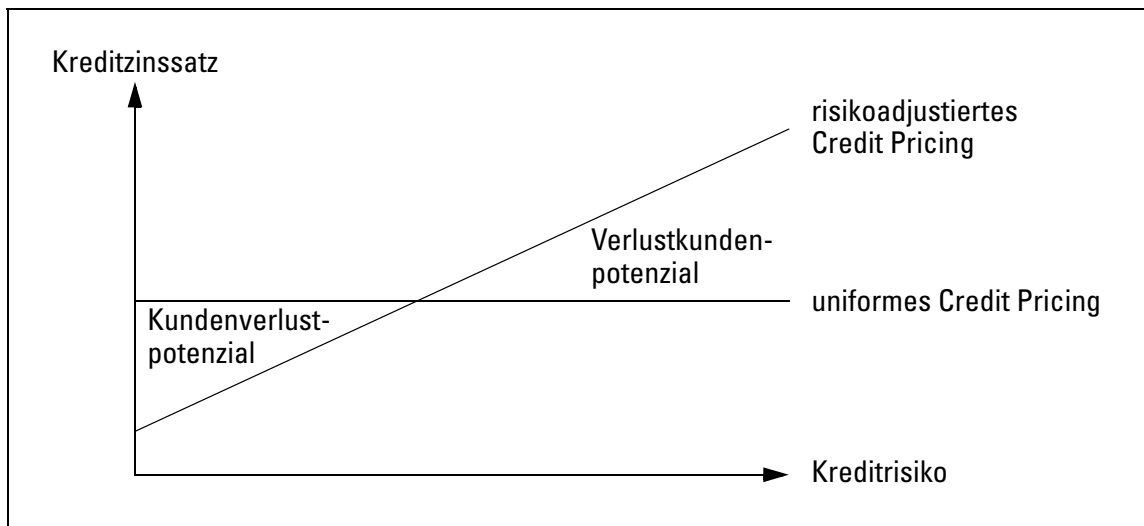 Kreditzinssatz
risikoadjustiertes
Credit Pricing
Verlustkunden-
potenzial
uniformes Credit Pricing
Kundenverlust-
potenzial
Kreditrisiko